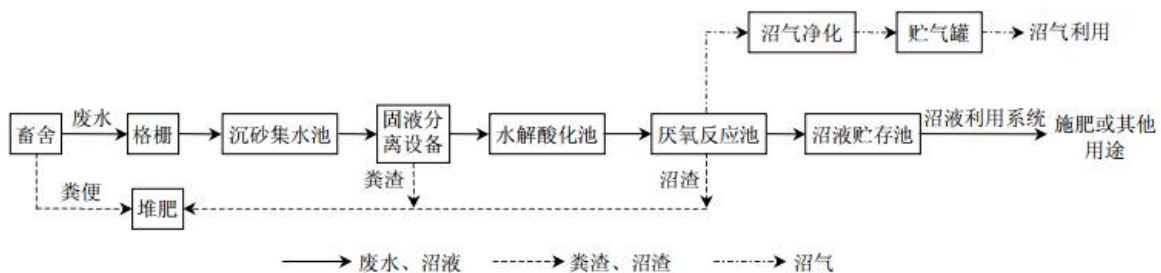 沼气净化
贮气罐
沼气利用
畜舍
废水
格栅
沉砂集水池
固液分
离设备
水解酸化池
厌氧反应池
沼液贮存池
沼液利用系统
施肥或其他
用途
粪渣
沼渣
粪便
堆肥
废水、沼液
粪渣、沼渣
沼气